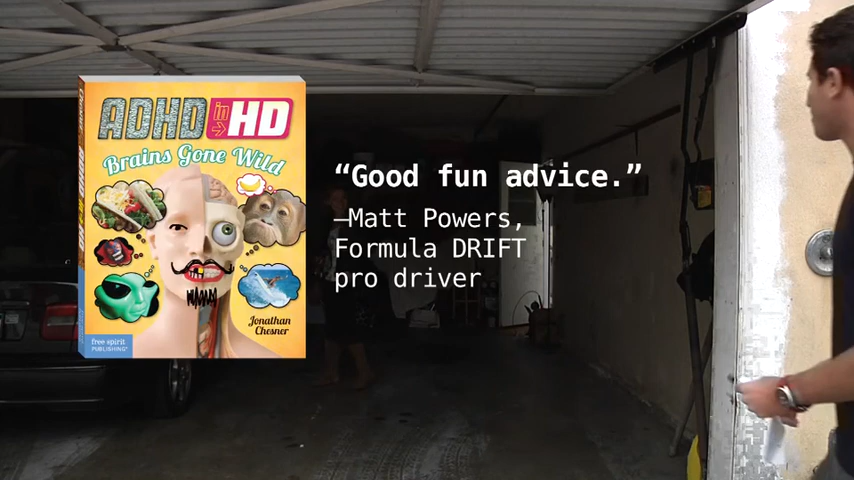 ADHD in HD
Brains Gone Wild
Jonathan
Chesner
free spirit
PUBLISHING®
“Good fun advice.”
—Matt Powers,
Formula DRIFT
pro driver